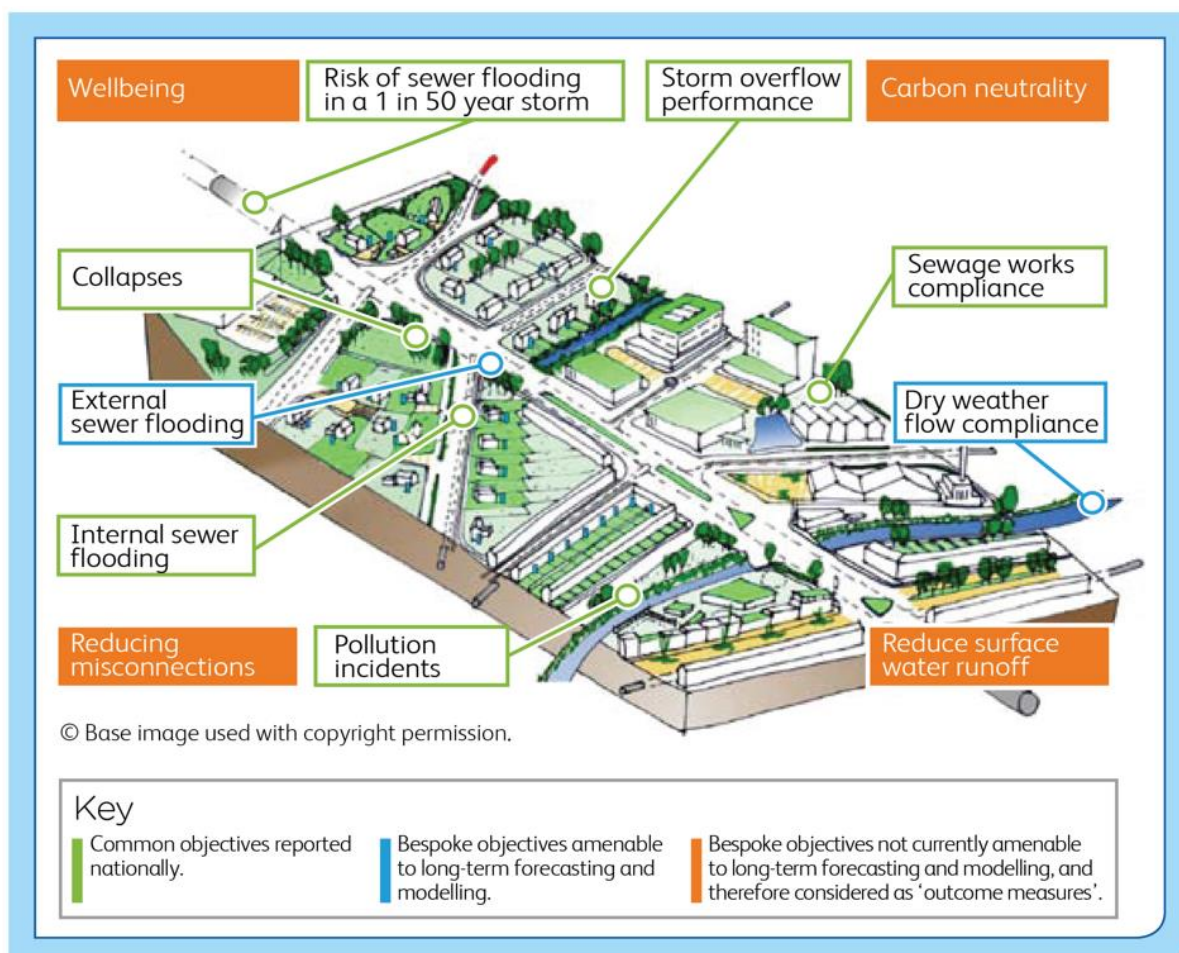 Wellbeing
Risk of sewer flooding
in a 1 in 50 year storm
Storm overflow
performance
Carbon neutrality
Collapses
Sewage works
compliance
External
sewer flooding
Dry weather
flow compliance
Internal sewer
flooding
Reducing
misconnections
Pollution
incidents
Reduce surface
water runoff
© Base image used with copyright permission.
Key
Common objectives reported
nationally.
Bespoke objectives amenable
to long-term forecasting and
modelling.
Bespoke objectives not currently amenable
to long-term forecasting and modelling, and
therefore considered as ‘outcome measures’.